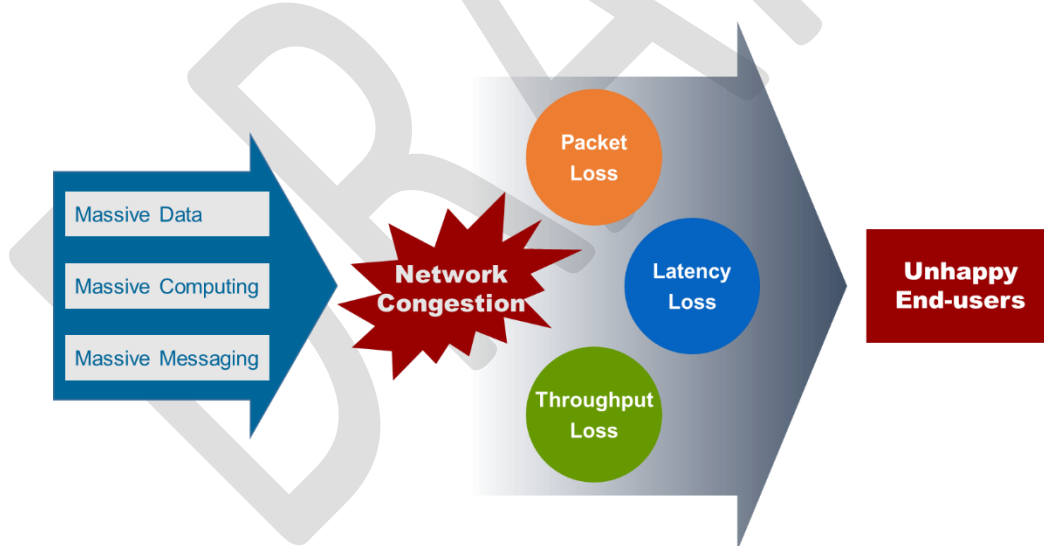 Massive Data
Massive Computing
Massive Messaging
Network
Congestion
Packet
Loss
Latency
Loss
Throughput
Loss
Unhappy
End-users